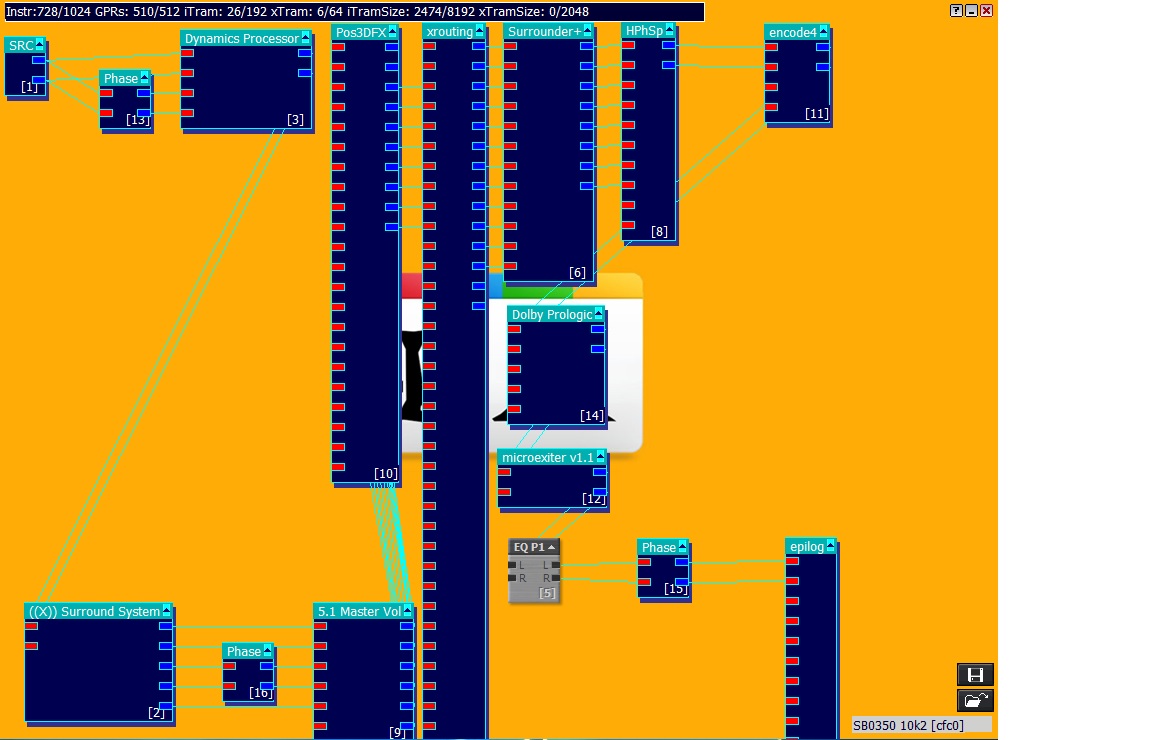 Instr:728/1024 GPRs: 510/512 iTram: 26/192 xTram: 6/64 iTramSize: 2474/8192 xTramSize: 0/2048
SRC
[1]
Phase
[13]
Dynamics Processor
[3]
Pos3DFX
[10]
xrouting
Surrounder+
[6]
HPhSp
[8]
encode4
[11]
Dolby Prologic
[14]
microexiter v1.1
[12]
EQ P1
L L
R R
[5]
Phase
[15]
epilog
((X)) Surround System
[2]
Phase
[16]
5.1 Master Vol
[9]
SB0350 10k2 [cfc0]